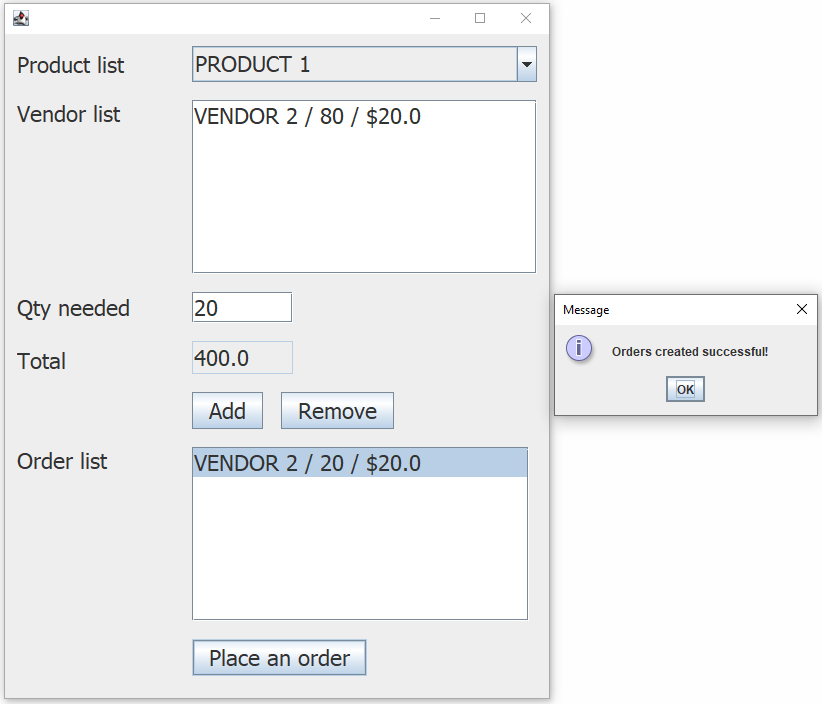 Product list
PRODUCT 1
Vendor list
VENDOR 2 / 80 / $20.0
Qty needed
20
Total
400.0
Add
Remove
Order list
VENDOR 2 / 20 / $20.0
Place an order
Message
i
Orders created successful!
OK